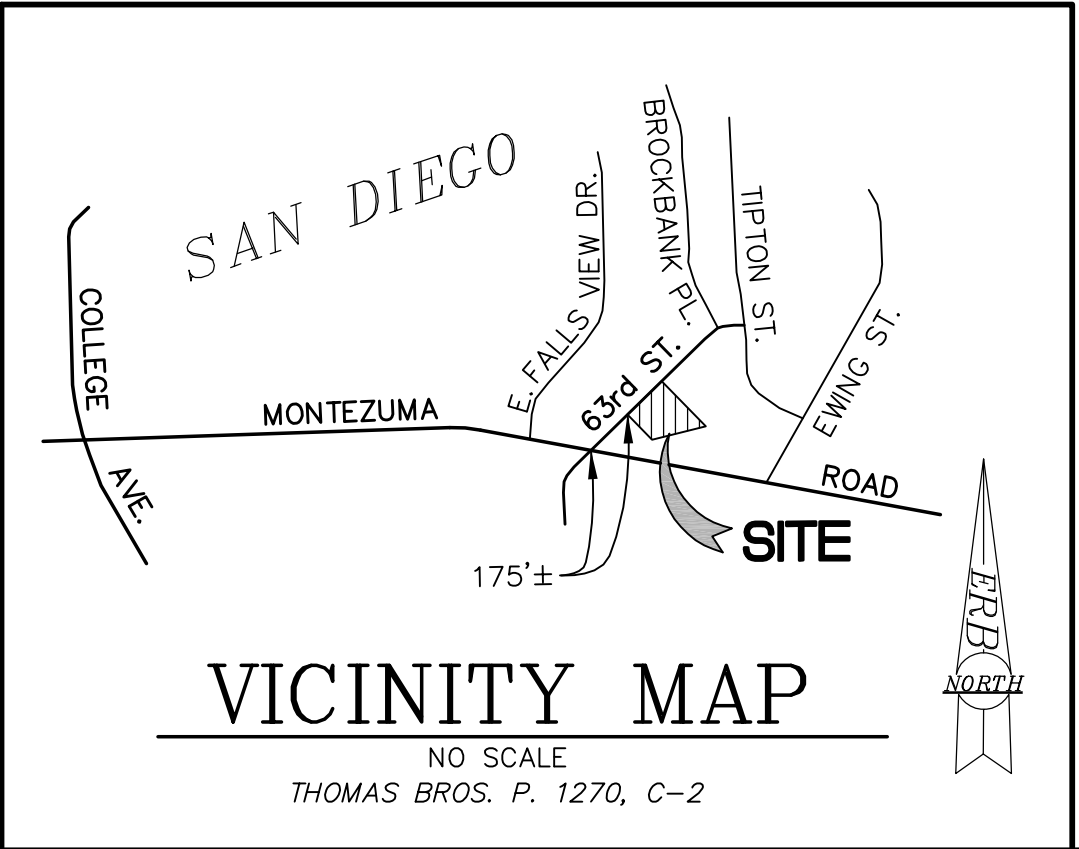 SAN DIEGO
COLLEGE
AVE.
MONTEZUMA
ROAD
E. FALLS VIEW DR.
BROCKBANK PL.
TIPTON ST.
63rd ST.
EWING ST.
SITE
175'±
ERB
NORTH
VICINITY MAP
NO SCALE
THOMAS BROS. P. 1270, C-2